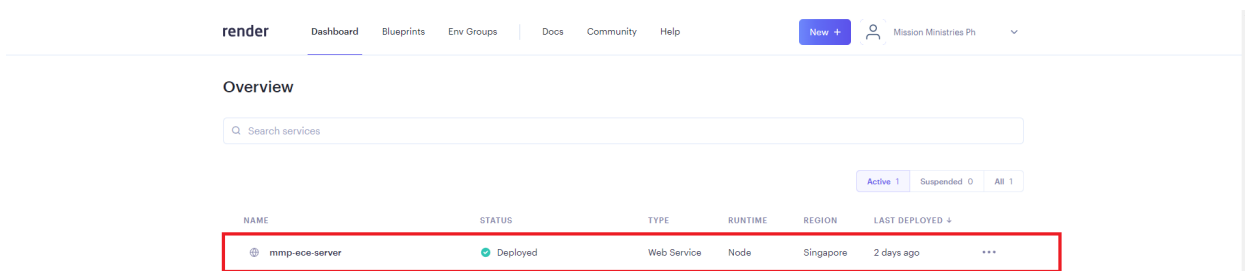 render Dashboard Blueprints Env Groups Docs Community Help New + Mission Ministries Ph
Overview
Search services
Active 1 Suspended 0 All 1
NAME STATUS TYPE RUNTIME REGION LAST DEPLOYED ↓
mmp-ece-server Deployed Web Service Node Singapore 2 days ago •••